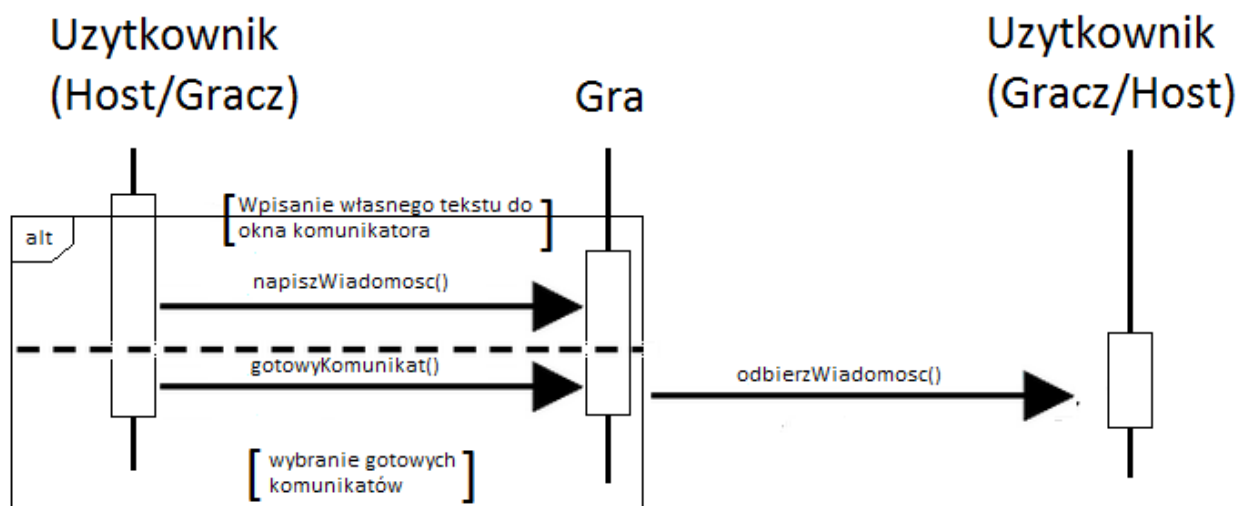 Uzytkownik
(Host/Gracz)
Gra
Uzytkownik
(Gracz/Host)
alt
[Wpisanie własnego tekstu do
okna komunikatora]
napiszWiadomosc()
gotowyKomunikat()
odbierzWiadomosc()
[wybranie gotowych
komunikatów]